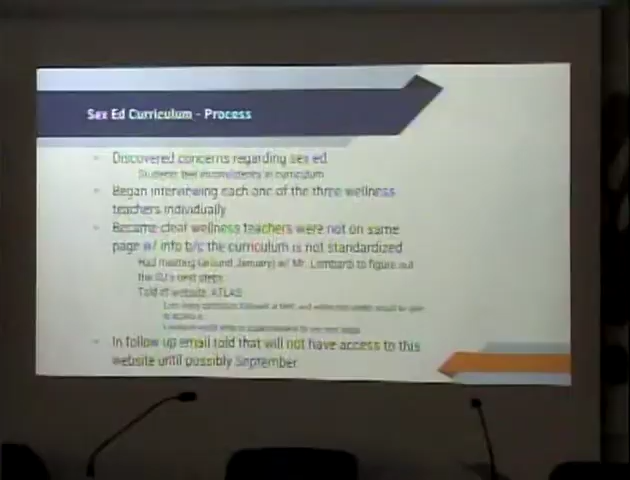 Sex Ed Curriculum - Process
Discovered concerns regarding sex ed
Students feel inconsistency in curriculum
Began interviewing each one of the three wellness
teachers individually
Became clear wellness teachers were not on same
page w/ info b/c the curriculum is not standardized
Had meeting (around January) w/ Mr. Lombardi to figure out
the SU's next steps
Told of website: ATLAS
In follow up email told that will not have access to this
website until possibly September